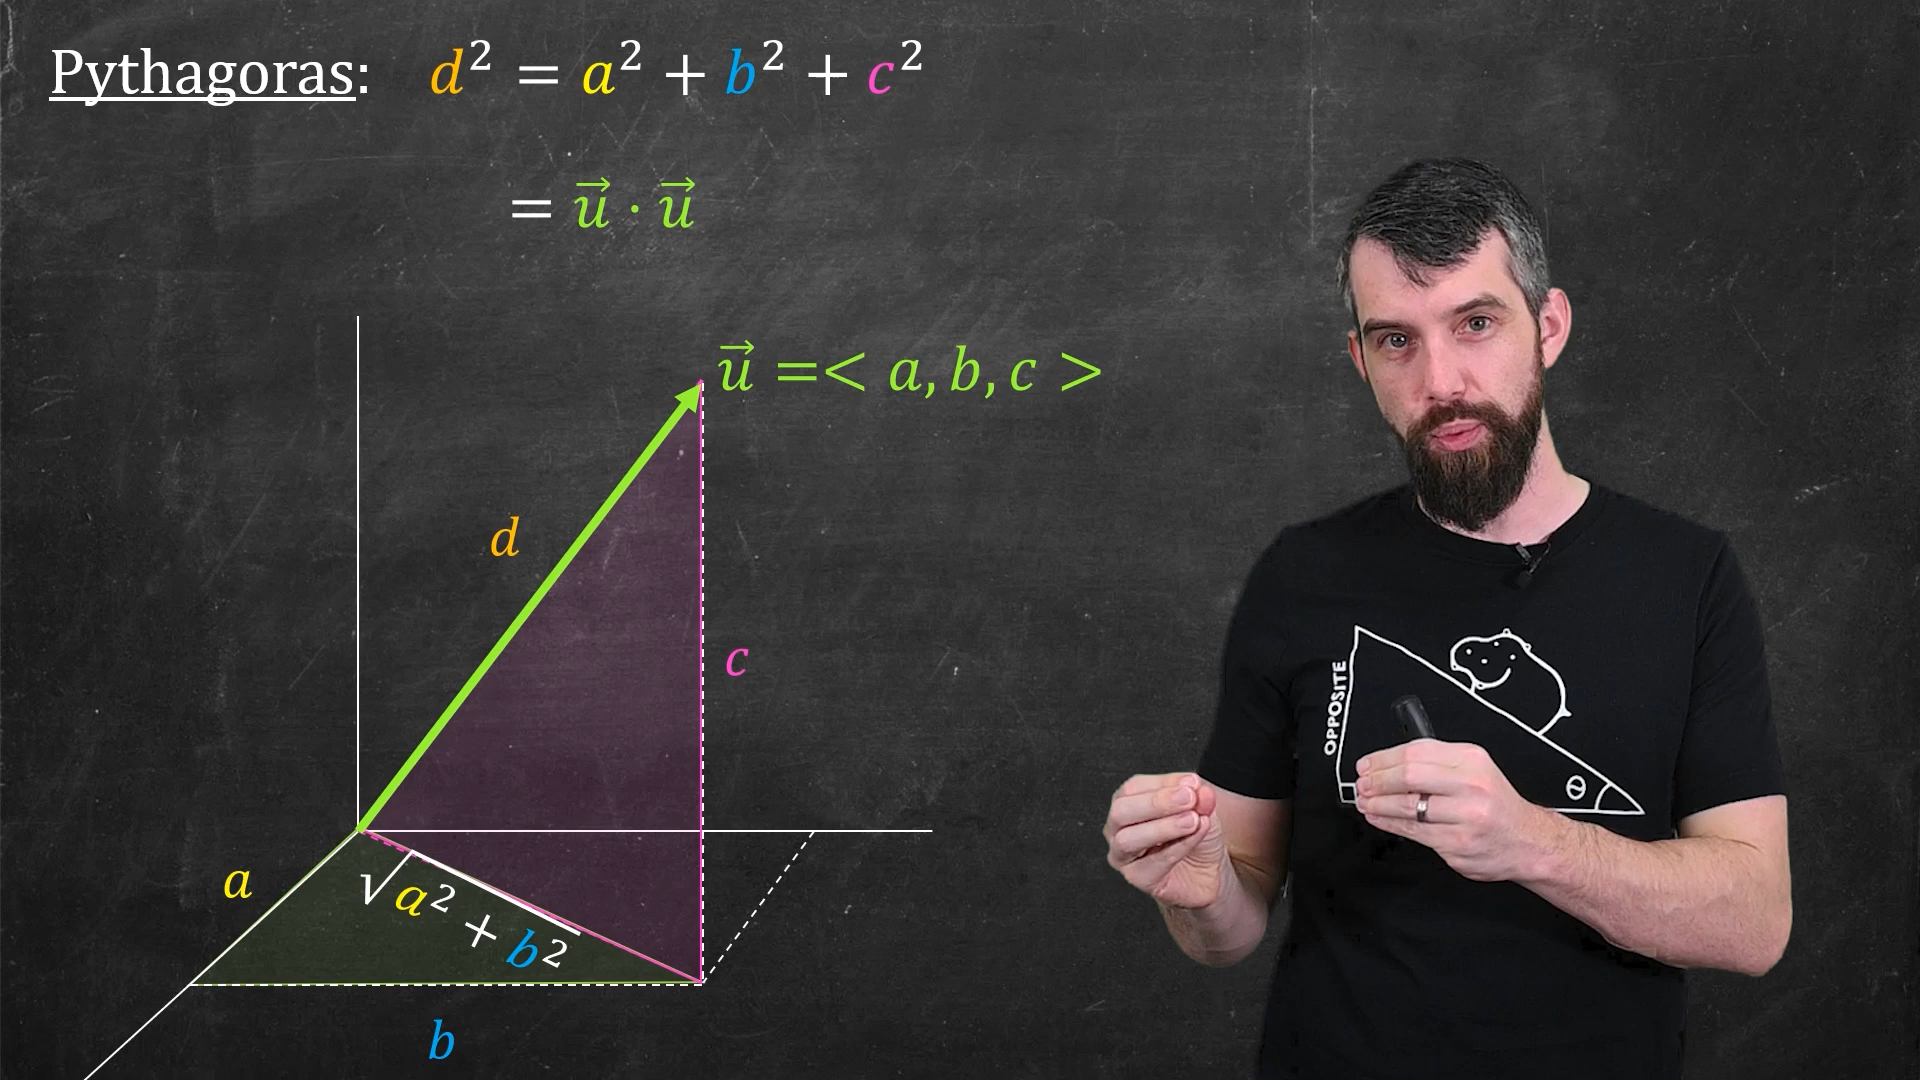 Pythagoras: d² = a² + b² + c²
= u⃗ · u⃗
u⃗ =< a, b, c >
d
c
a
√a² + b²
b
OPPOSITE
θ